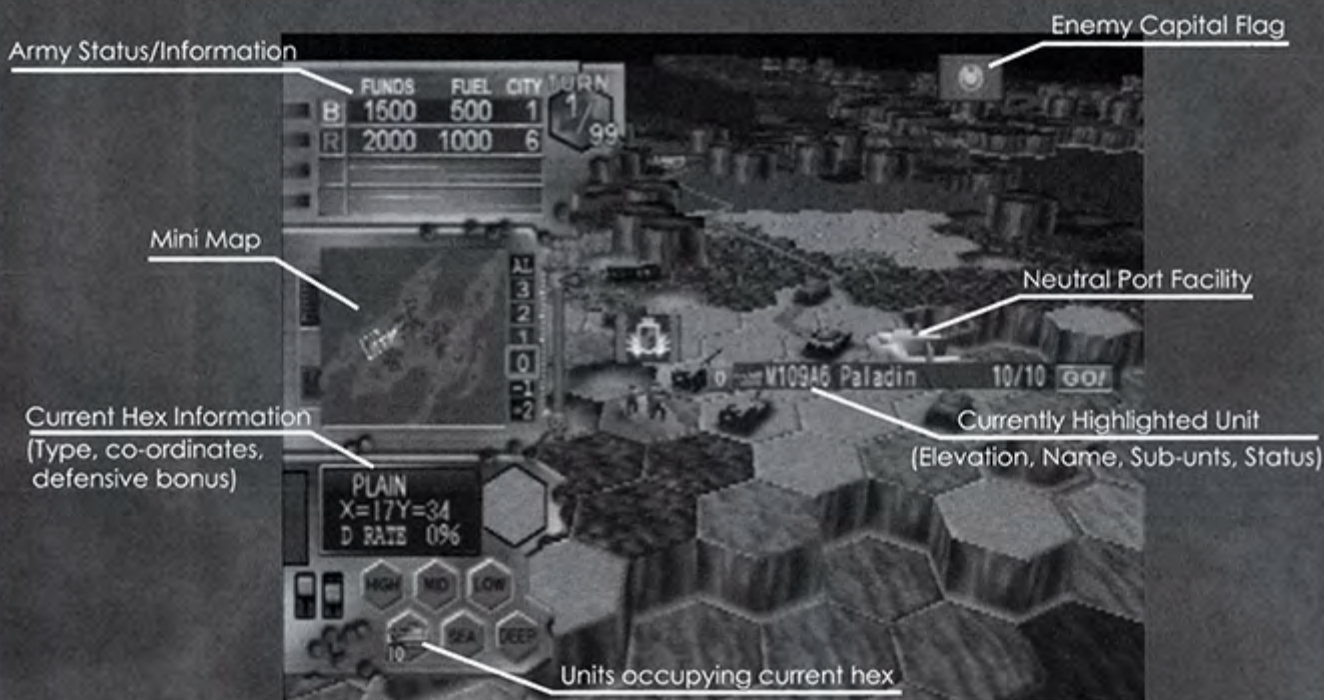 Enemy Capital Flag
Army Status/Information
FUNDS FUEL CITY TURN
B 1500 500 1 1/99
R 2000 1000 6
Mini Map
AL
3
2
1
0
-1
-2
Neutral Port Facility
0 M109A6 Paladin 10/10 GO!
Current Hex Information
(Type, co-ordinates,
defensive bonus)
Currently Highlighted Unit
(Elevation, Name, Sub-unts, Status)
PLAIN
X=17Y=34
D RATE 0%
HIGH MID LOW
SEA DEEP
10
Units occupying current hex